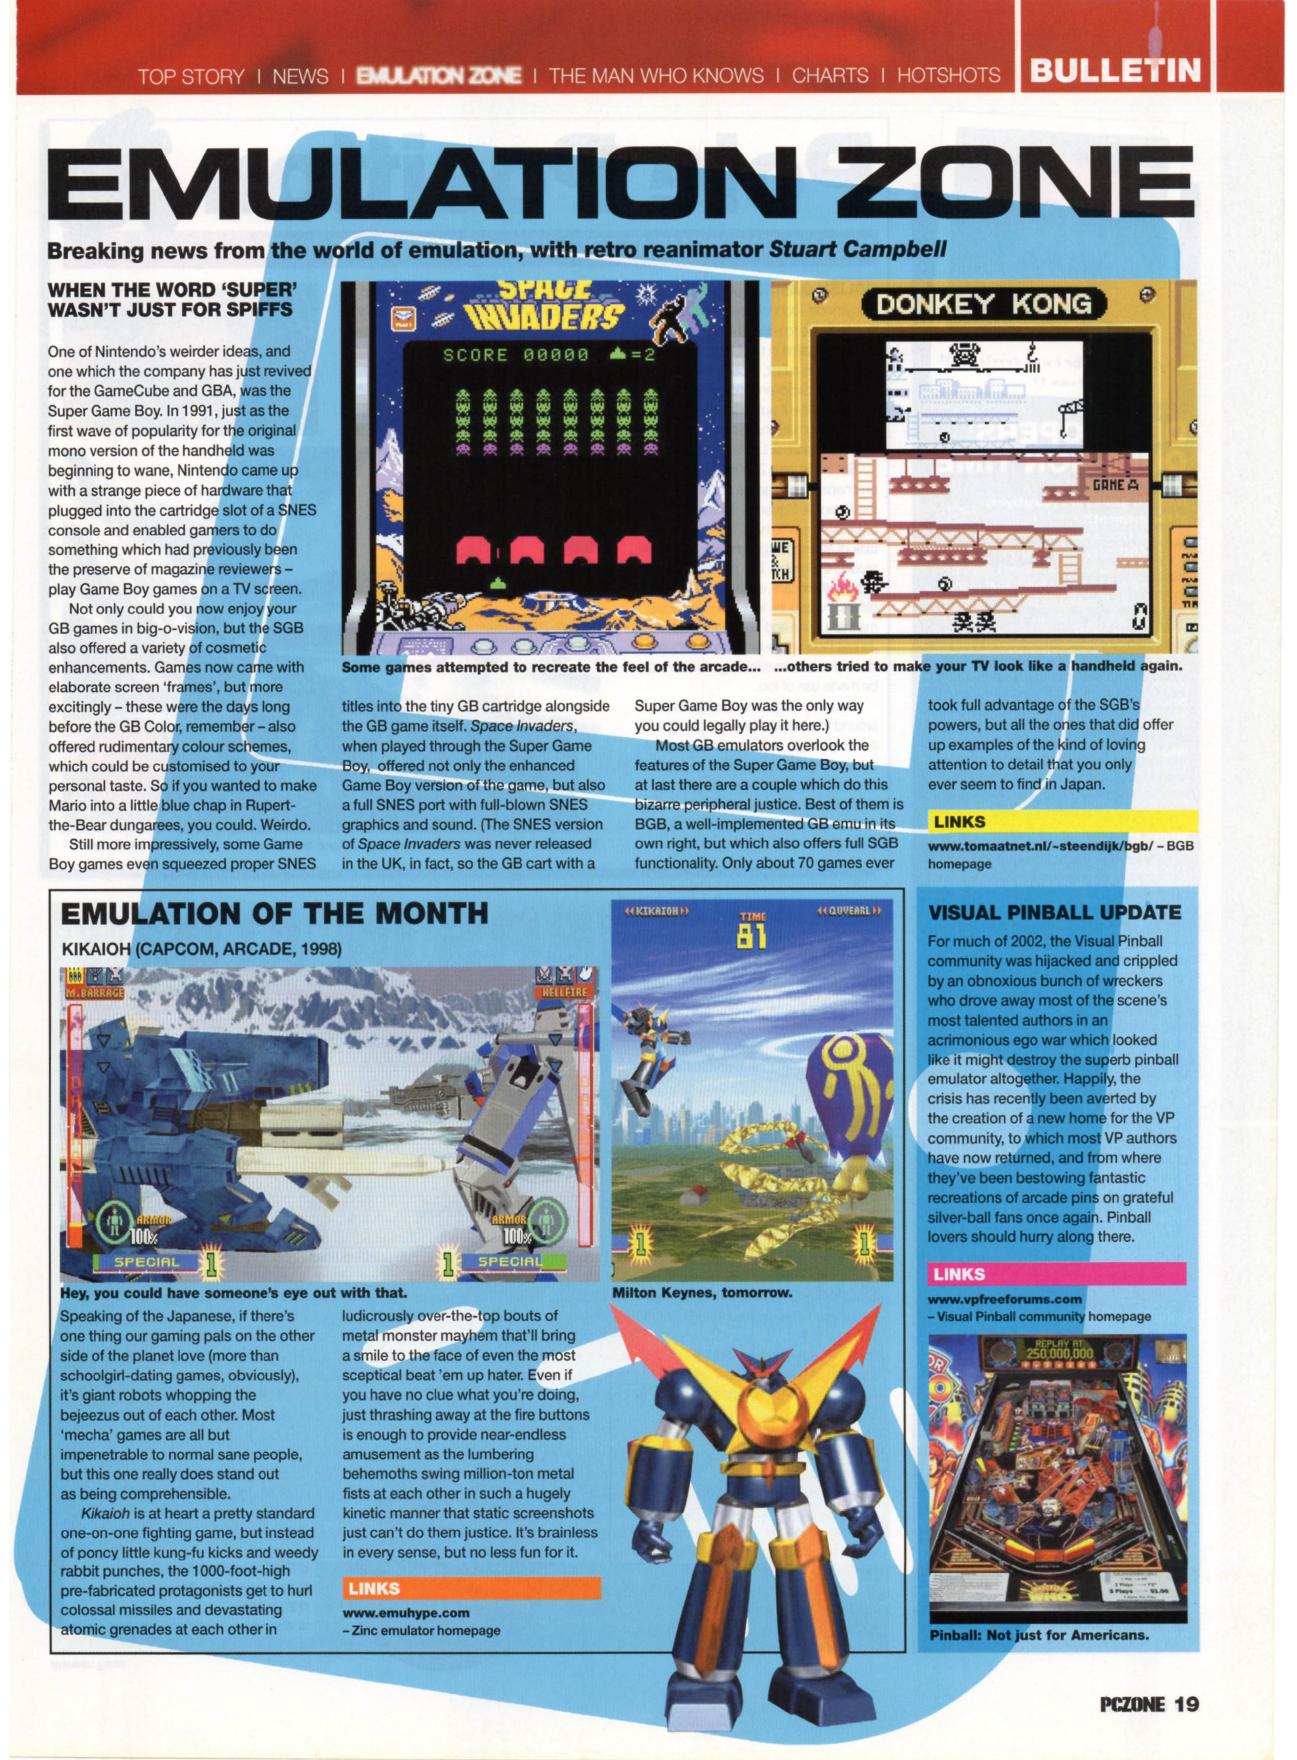 TOP STORY | NEWS | EMULATION ZONE | THE MAN WHO KNOWS | CHARTS | HOTSHOTS
BULLETIN
EMULATION ZONE
Breaking news from the world of emulation, with retro reanimator Stuart Campbell
WHEN THE WORD ‘SUPER’
WASN’T JUST FOR SPIFFS
One of Nintendo’s weirder ideas, and
one which the company has just revived
for the GameCube and GBA, was the
Super Game Boy. In 1991, just as the
first wave of popularity for the original
mono version of the handheld was
beginning to wane, Nintendo came up
with a strange piece of hardware that
plugged into the cartridge slot of a SNES
console and enabled gamers to do
something which had previously been
the preserve of magazine reviewers –
play Game Boy games on a TV screen.
Not only could you now enjoy your
GB games in big-o-vision, but the SGB
also offered a variety of cosmetic
enhancements. Games now came with
elaborate screen ‘frames’, but more
excitingly – these were the days long
before the GB Color, remember – also
offered rudimentary colour schemes,
which could be customised to your
personal taste. So if you wanted to make
Mario into a little blue chap in Rupert-
the-Bear dungarees, you could. Weirdo.
Still more impressively, some Game
Boy games even squeezed proper SNES
SPACE
INVADERS
SCORE 00000 =2
DONKEY KONG
GAME A
Some games attempted to recreate the feel of the arcade...
...others tried to make your TV look like a handheld again.
titles into the tiny GB cartridge alongside
the GB game itself. Space Invaders,
when played through the Super Game
Boy, offered not only the enhanced
Game Boy version of the game, but also
a full SNES port with full-blown SNES
graphics and sound. (The SNES version
of Space Invaders was never released
in the UK, in fact, so the GB cart with a
Super Game Boy was the only way
you could legally play it here.)
Most GB emulators overlook the
features of the Super Game Boy, but
at last there are a couple which do this
bizarre peripheral justice. Best of them is
BGB, a well-implemented GB emu in its
own right, but which also offers full SGB
functionality. Only about 70 games ever
took full advantage of the SGB’s
powers, but all the ones that did offer
up examples of the kind of loving
attention to detail that you only
ever seem to find in Japan.
LINKS
www.tomaatnet.nl/~steendijk/bgb/ – BGB
homepage
EMULATION OF THE MONTH
KIKAIOH (CAPCOM, ARCADE, 1998)
M.BARRAGE
HELLFIRE
ARMOR
100%
SPECIAL
1
ARMOR
100%
1
SPECIAL
Hey, you could have someone’s eye out with that.
KIKAIOH
TIME
81
QUVEARL
1
1
Milton Keynes, tomorrow.
Speaking of the Japanese, if there’s
one thing our gaming pals on the other
side of the planet love (more than
schoolgirl-dating games, obviously),
it’s giant robots whopping the
bejeezus out of each other. Most
‘mecha’ games are all but
impenetrable to normal sane people,
but this one really does stand out
as being comprehensible.
Kikaioh is at heart a pretty standard
one-on-one fighting game, but instead
of poncy little kung-fu kicks and weedy
rabbit punches, the 1000-foot-high
pre-fabricated protagonists get to hurl
colossal missiles and devastating
atomic grenades at each other in
ludicrously over-the-top bouts of
metal monster mayhem that’ll bring
a smile to the face of even the most
sceptical beat ’em up hater. Even if
you have no clue what you’re doing,
just thrashing away at the fire buttons
is enough to provide near-endless
amusement as the lumbering
behemoths swing million-ton metal
fists at each other in such a hugely
kinetic manner that static screenshots
just can’t do them justice. It’s brainless
in every sense, but no less fun for it.
LINKS
www.emuhype.com
– Zinc emulator homepage
VISUAL PINBALL UPDATE
For much of 2002, the Visual Pinball
community was hijacked and crippled
by an obnoxious bunch of wreckers
who drove away most of the scene’s
most talented authors in an
acrimonious ego war which looked
like it might destroy the superb pinball
emulator altogether. Happily, the
crisis has recently been averted by
the creation of a new home for the VP
community, to which most VP authors
have now returned, and from where
they’ve been bestowing fantastic
recreations of arcade pins on grateful
silver-ball fans once again. Pinball
lovers should hurry along there.
LINKS
www.vpfreeforums.com
– Visual Pinball community homepage
REPLAY AT
250,000,000
WHO
Pinball: Not just for Americans.
PCZONE 19